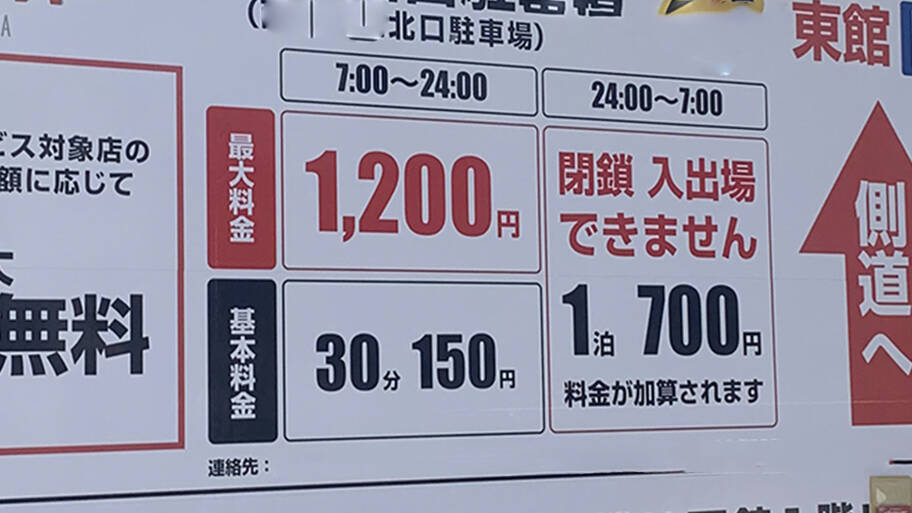 北口駐車場)
東館
7:00～24:00
24:00～7:00
ビス対象店の
額に応じて
無料
最大料金
1,200円
閉鎖 入出場
できません
基本料金
30分 150円
1泊 700円
料金が加算されます
連絡先：
側道へ